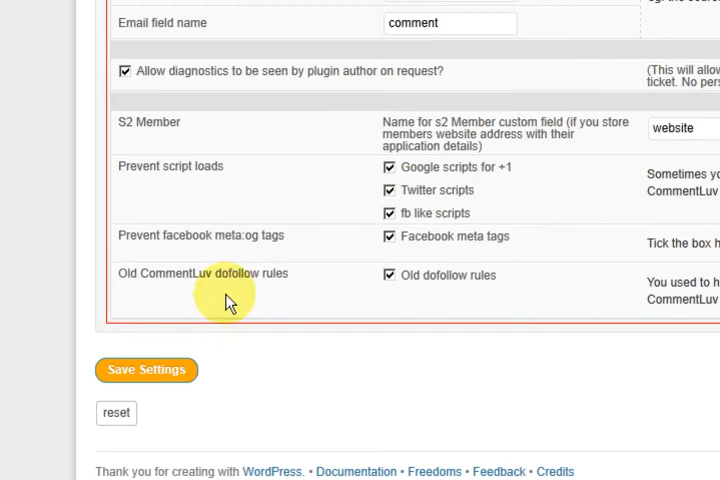 Email field name comment
Allow diagnostics to be seen by plugin author on request? (This will allow
ticket. No pers
S2 Member Name for s2 Member custom field (if you store
members website address with their
application details) website
Prevent script loads Google scripts for +1
Sometimes yo
Twitter scripts CommentLuv
fb like scripts
Prevent facebook meta:og tags Facebook meta tags
Tick the box h
Old CommentLuv dofollow rules Old dofollow rules
You used to h
CommentLuv
Save Settings
reset
Thank you for creating with WordPress. • Documentation • Freedoms • Feedback • Credits